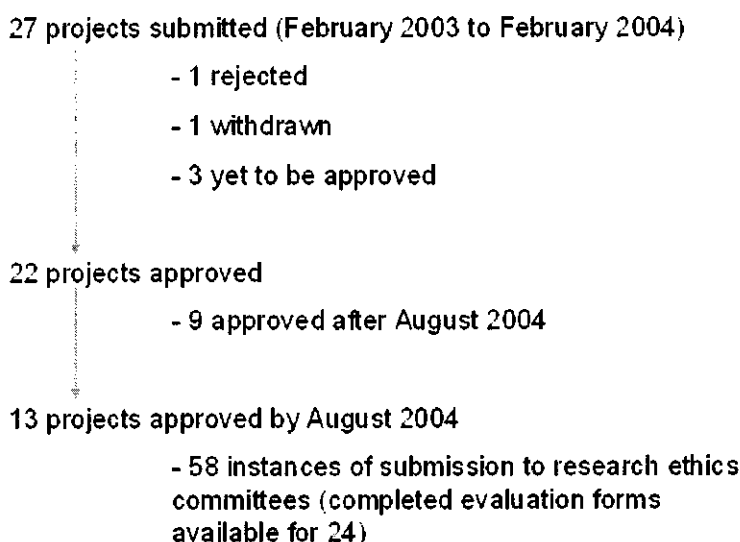 27 projects submitted (February 2003 to February 2004)
- 1 rejected
- 1 withdrawn
- 3 yet to be approved
22 projects approved
- 9 approved after August 2004
13 projects approved by August 2004
- 58 instances of submission to research ethics
committees (completed evaluation forms
available for 24)